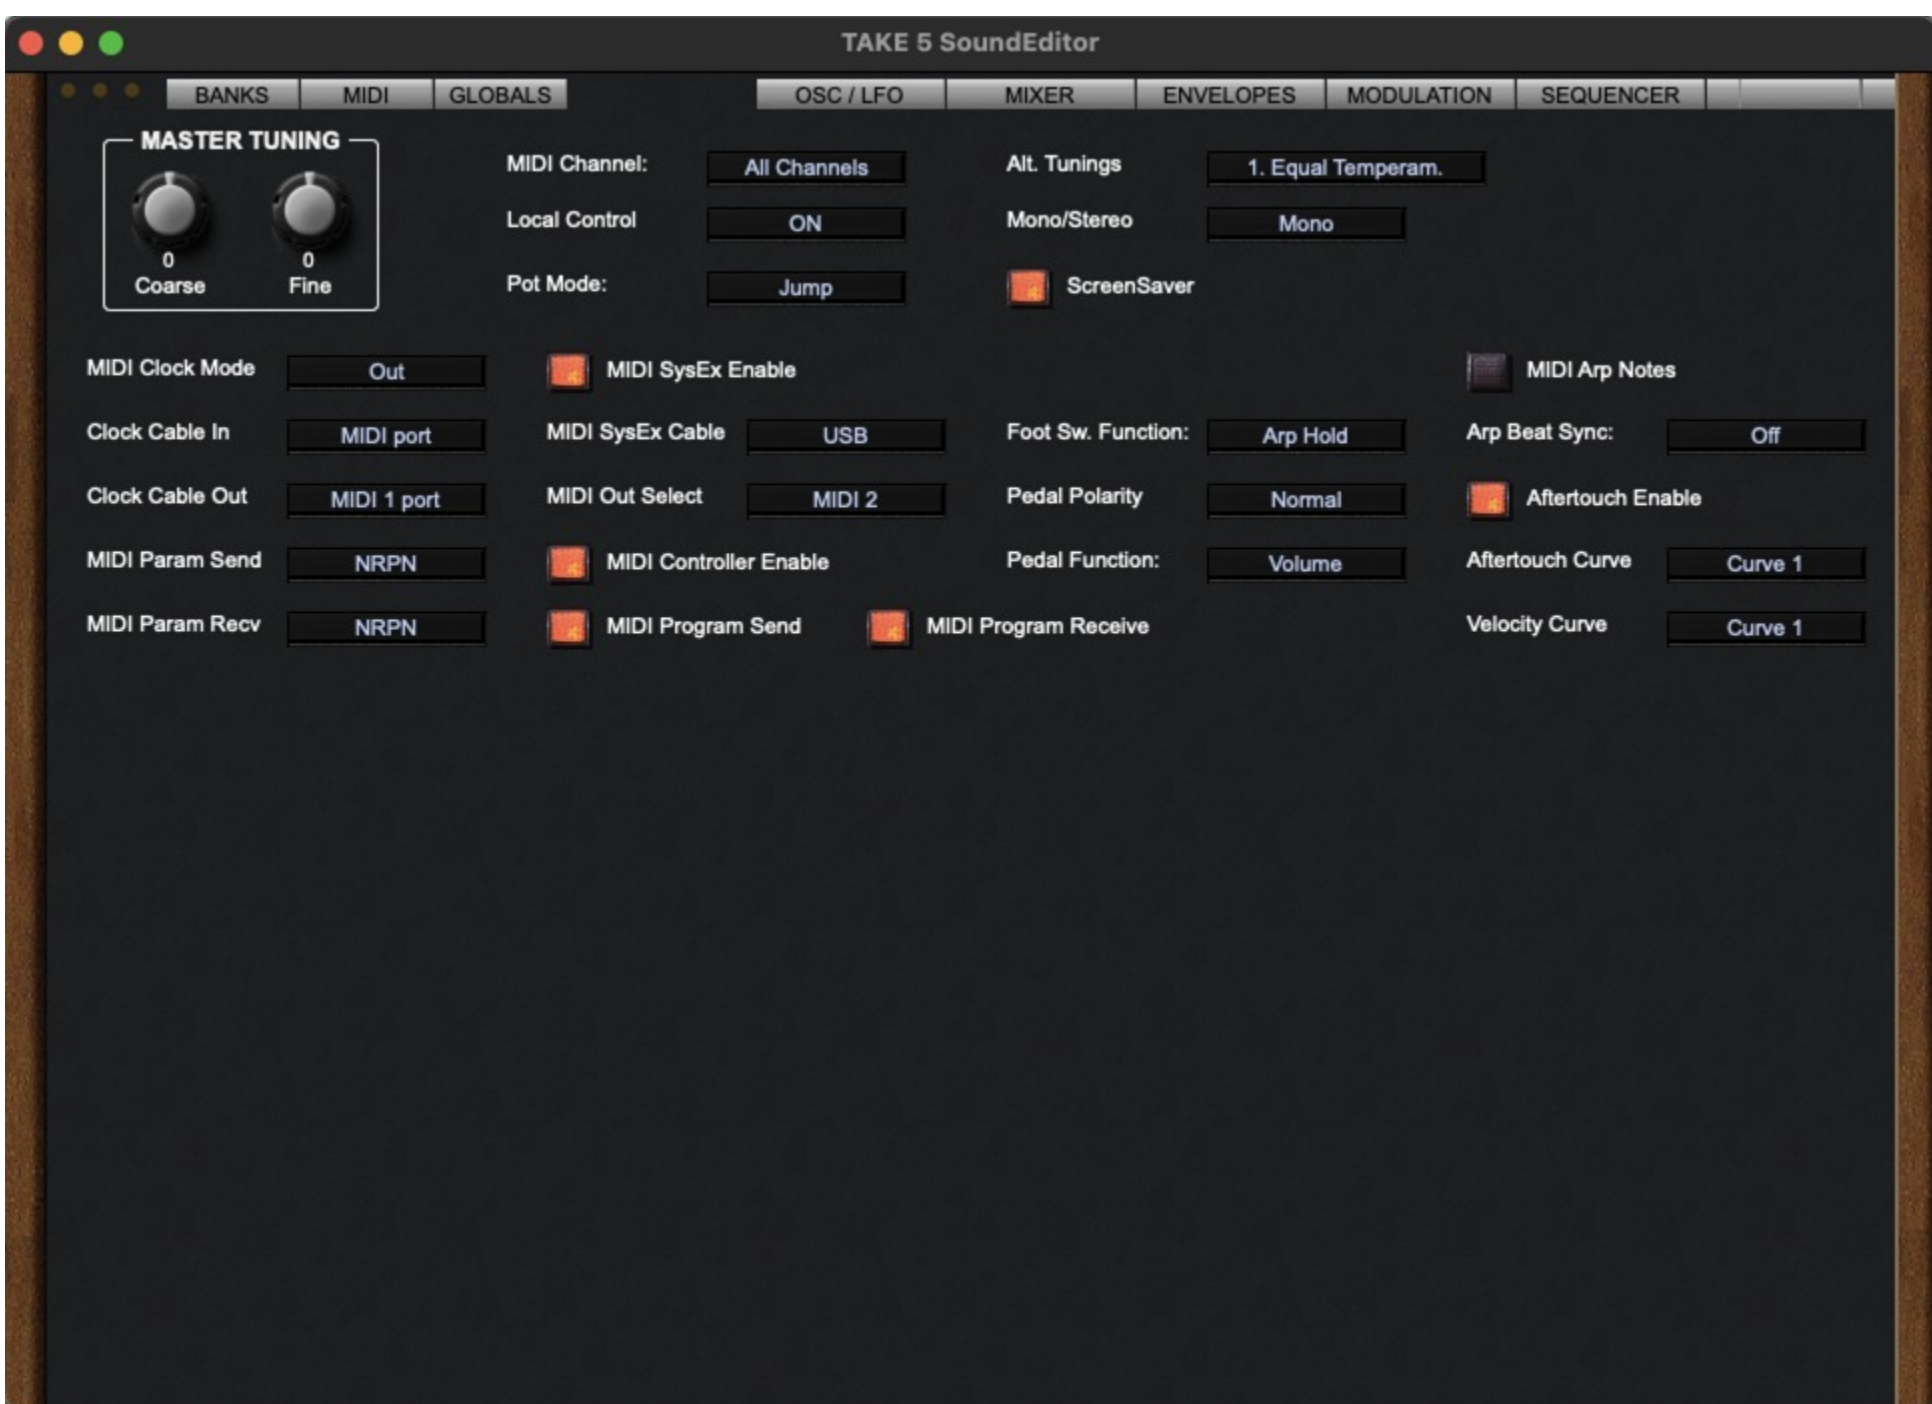 TAKE 5 SoundEditor
BANKS MIDI GLOBALS OSC / LFO MIXER ENVELOPES MODULATION SEQUENCER
MASTER TUNING
0 0
Coarse Fine
MIDI Channel: All Channels Alt. Tunings 1. Equal Temperam.
Local Control ON Mono/Stereo Mono
Pot Mode: Jump ScreenSaver
MIDI Clock Mode Out MIDI SysEx Enable MIDI Arp Notes
Clock Cable In MIDI port MIDI SysEx Cable USB Foot Sw. Function: Arp Hold Arp Beat Sync: Off
Clock Cable Out MIDI 1 port MIDI Out Select MIDI 2 Pedal Polarity Normal Aftertouch Enable
MIDI Param Send NRPN MIDI Controller Enable Pedal Function: Volume Aftertouch Curve Curve 1
MIDI Param Recv NRPN MIDI Program Send MIDI Program Receive Velocity Curve Curve 1